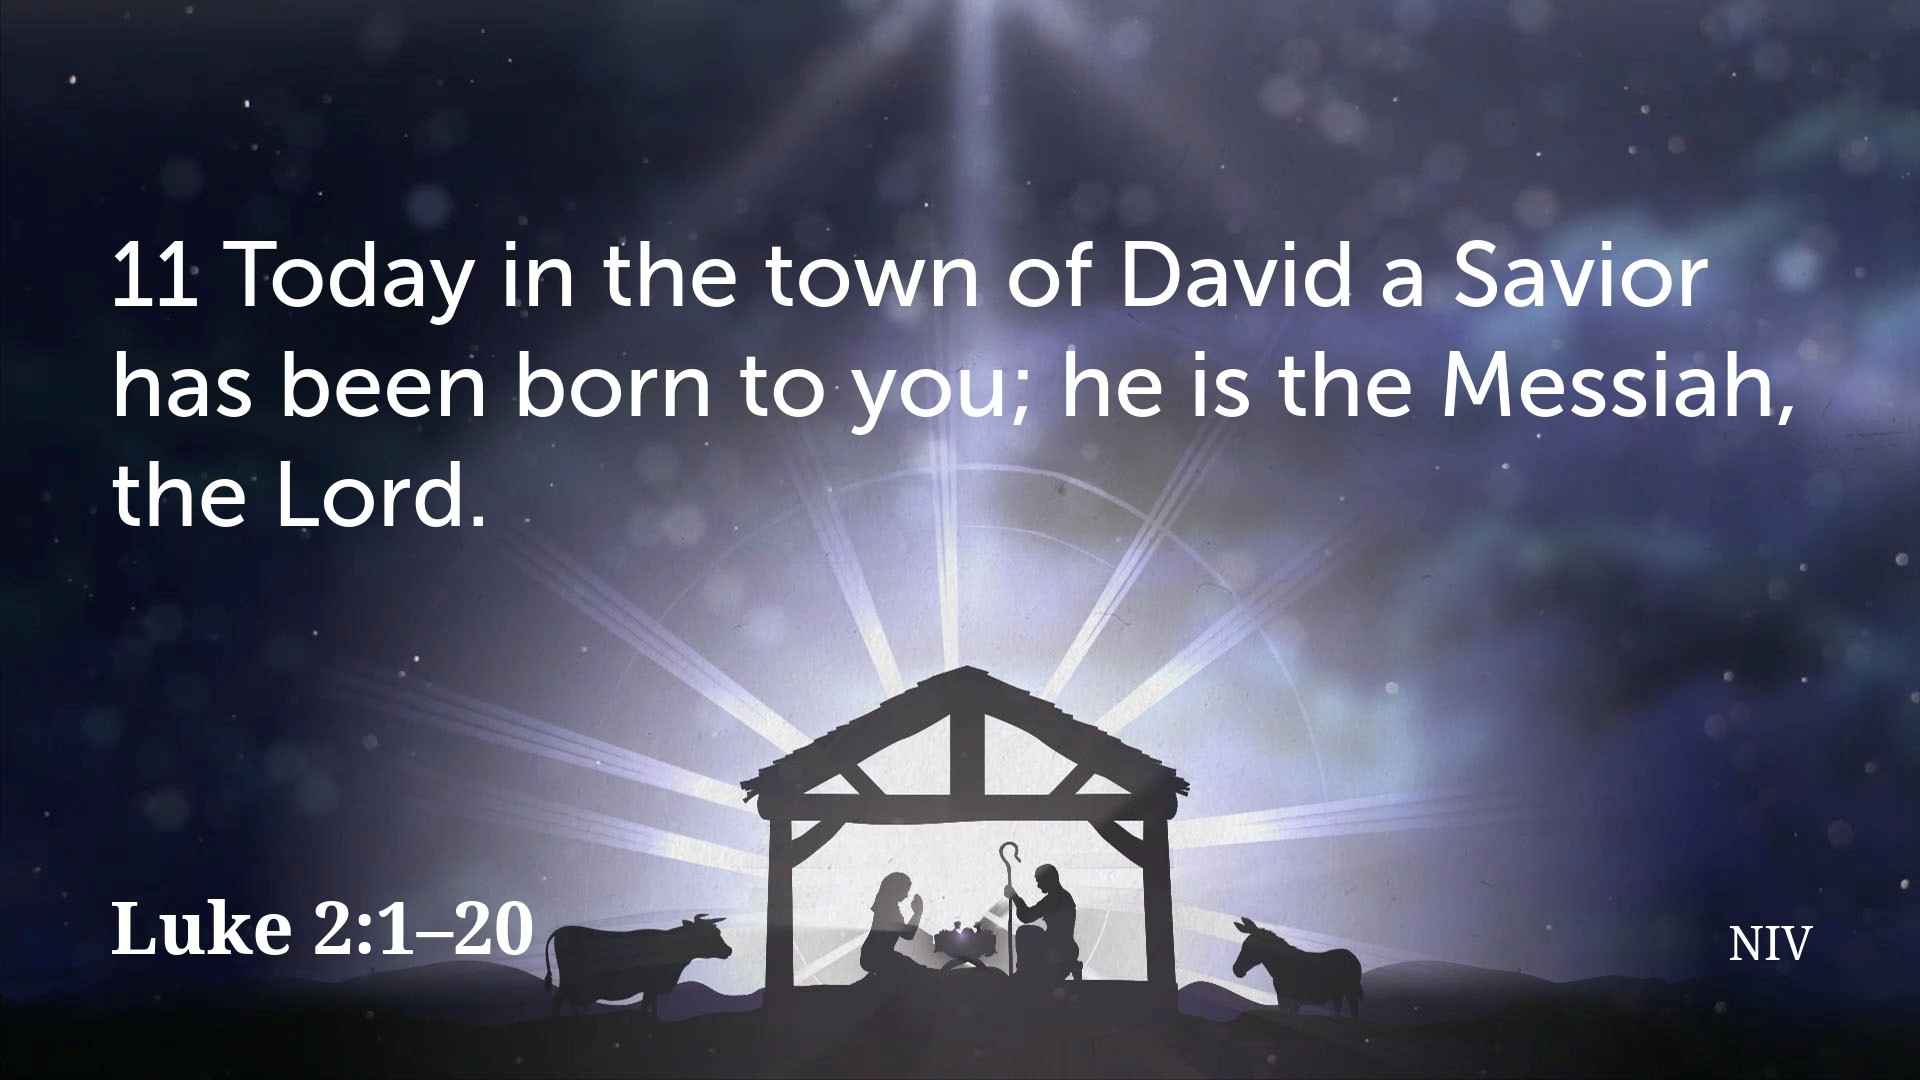 11 Today in the town of David a Savior
has been born to you; he is the Messiah,
the Lord.
Luke 2:1–20
NIV